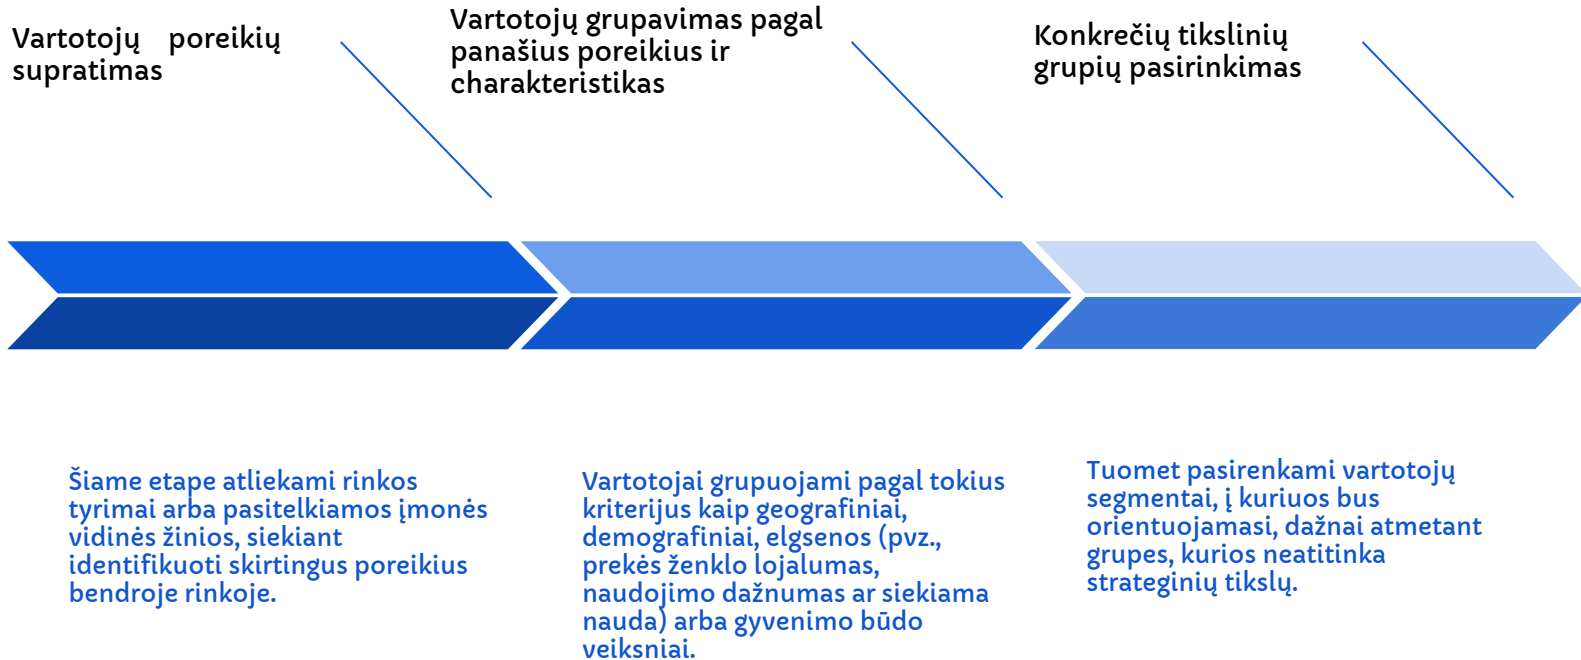 Vartotojų poreikių
supratimas
Vartotojų grupavimas pagal
panašius poreikius ir
charakteristikas
Konkrečių tikslinių
grupių pasirinkimas
Šiame etape atliekami rinkos
tyrimai arba pasitelkiamos įmonės
vidinės žinios, siekiant
identifikuoti skirtingus poreikius
bendroje rinkoje.
Vartotojai grupuojami pagal tokius
kriterijus kaip geografiniai,
demografiniai, elgsenos (pvz.,
prekės ženklo lojalumas,
naudojimo dažnumas ar siekiama
nauda) arba gyvenimo būdo
veiksniai.
Tuomet pasirenkami vartotojų
segmentai, į kuriuos bus
orientuojamasi, dažnai atmetant
grupes, kurios neatitinka
strateginių tikslų.